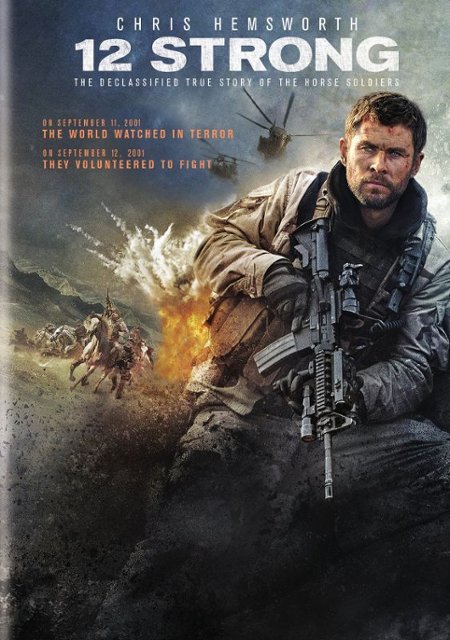 CHRIS HEMSWORTH
12 STRONG
THE DECLASSIFIED TRUE STORY OF THE HORSE SOLDIERS
ON SEPTEMBER 11, 2001
THE WORLD WATCHED IN TERROR
ON SEPTEMBER 12, 2001
THEY VOLUNTEERED TO FIGHT